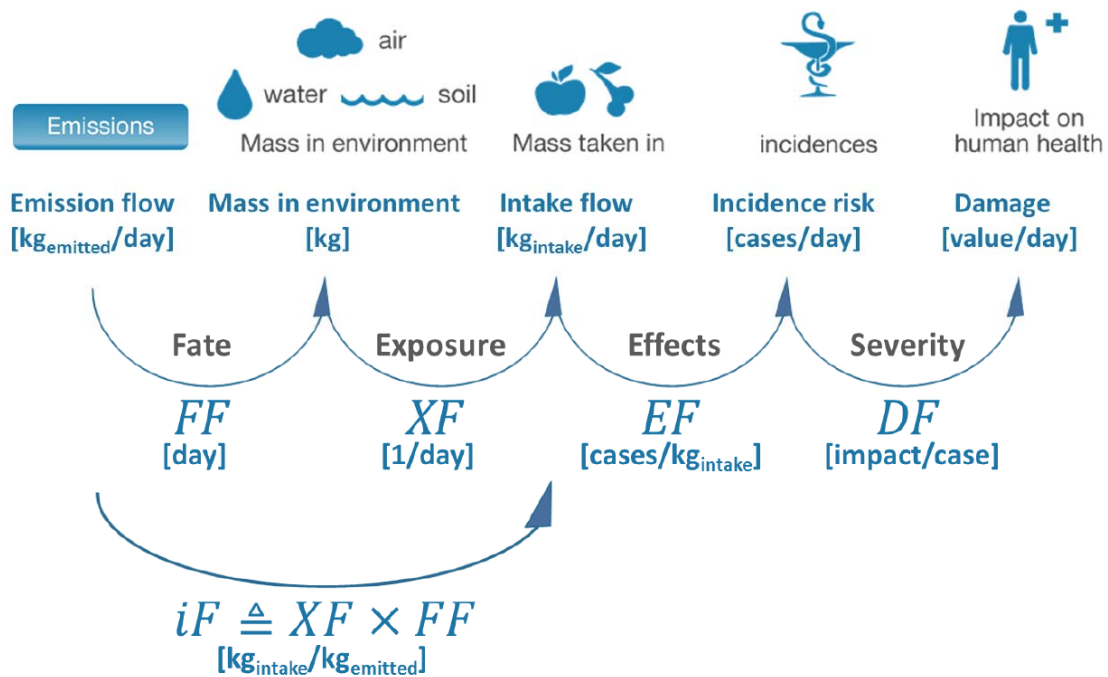 air
water
soil
Emissions
Mass in environment
Mass taken in
incidences
Impact on
human health
Emission flow
[kgemitted/day]
Mass in environment
[kg]
Intake flow
[kgintake/day]
Incidence risk
[cases/day]
Damage
[value/day]
Fate
Exposure
Effects
Severity
FF
[day]
XF
[1/day]
EF
[cases/kgintake]
DF
[impact/case]
iF ≜ XF × FF
[kgintake/kgemitted]